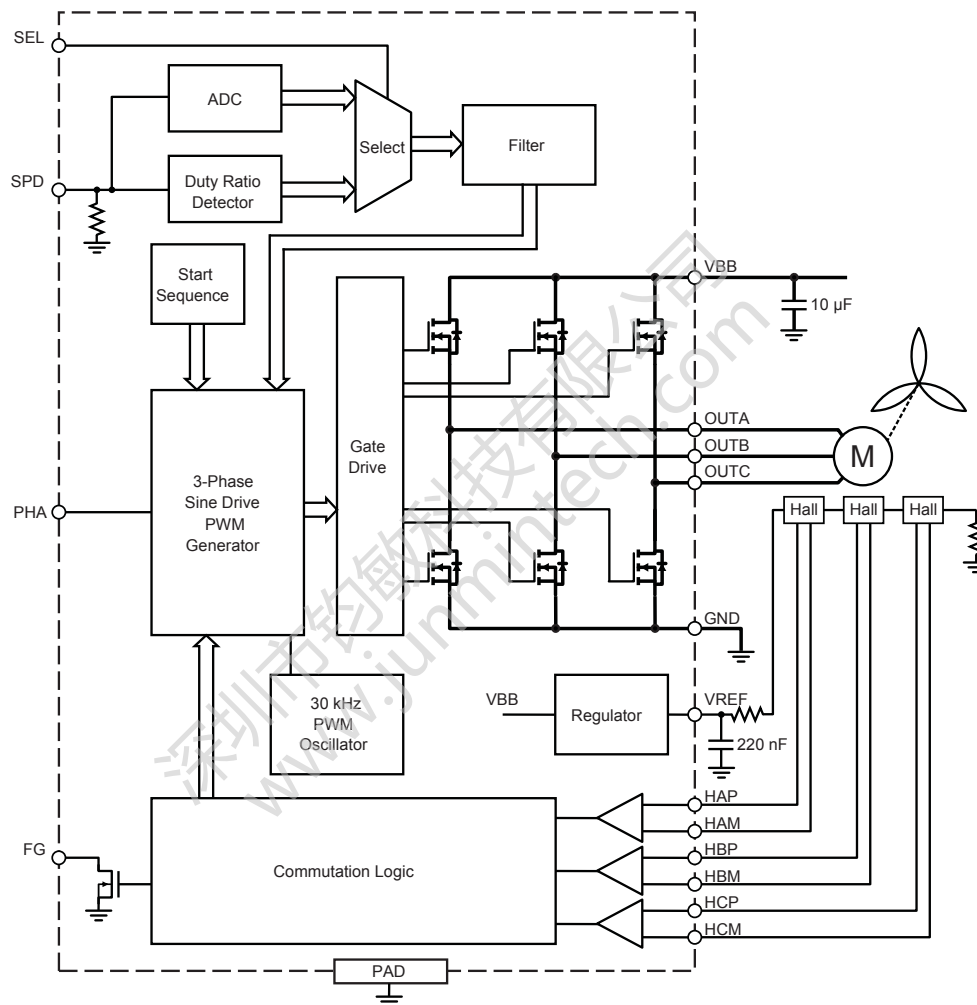 SEL
ADC
Select
Filter
SPD
Duty Ratio
Detector
Start
Sequence
VBB
10 µF
OUTA
OUTB
OUTC
M
Gate
Drive
3-Phase
Sine Drive
PWM
Generator
PHA
Hall
Hall
Hall
GND
30 kHz
PWM
Oscillator
VBB
Regulator
VREF
220 nF
HAP
HAM
HBP
HBM
HCP
HCM
FG
Commutation Logic
PAD
深圳市钧敏科技有限公司
www.junmintech.com